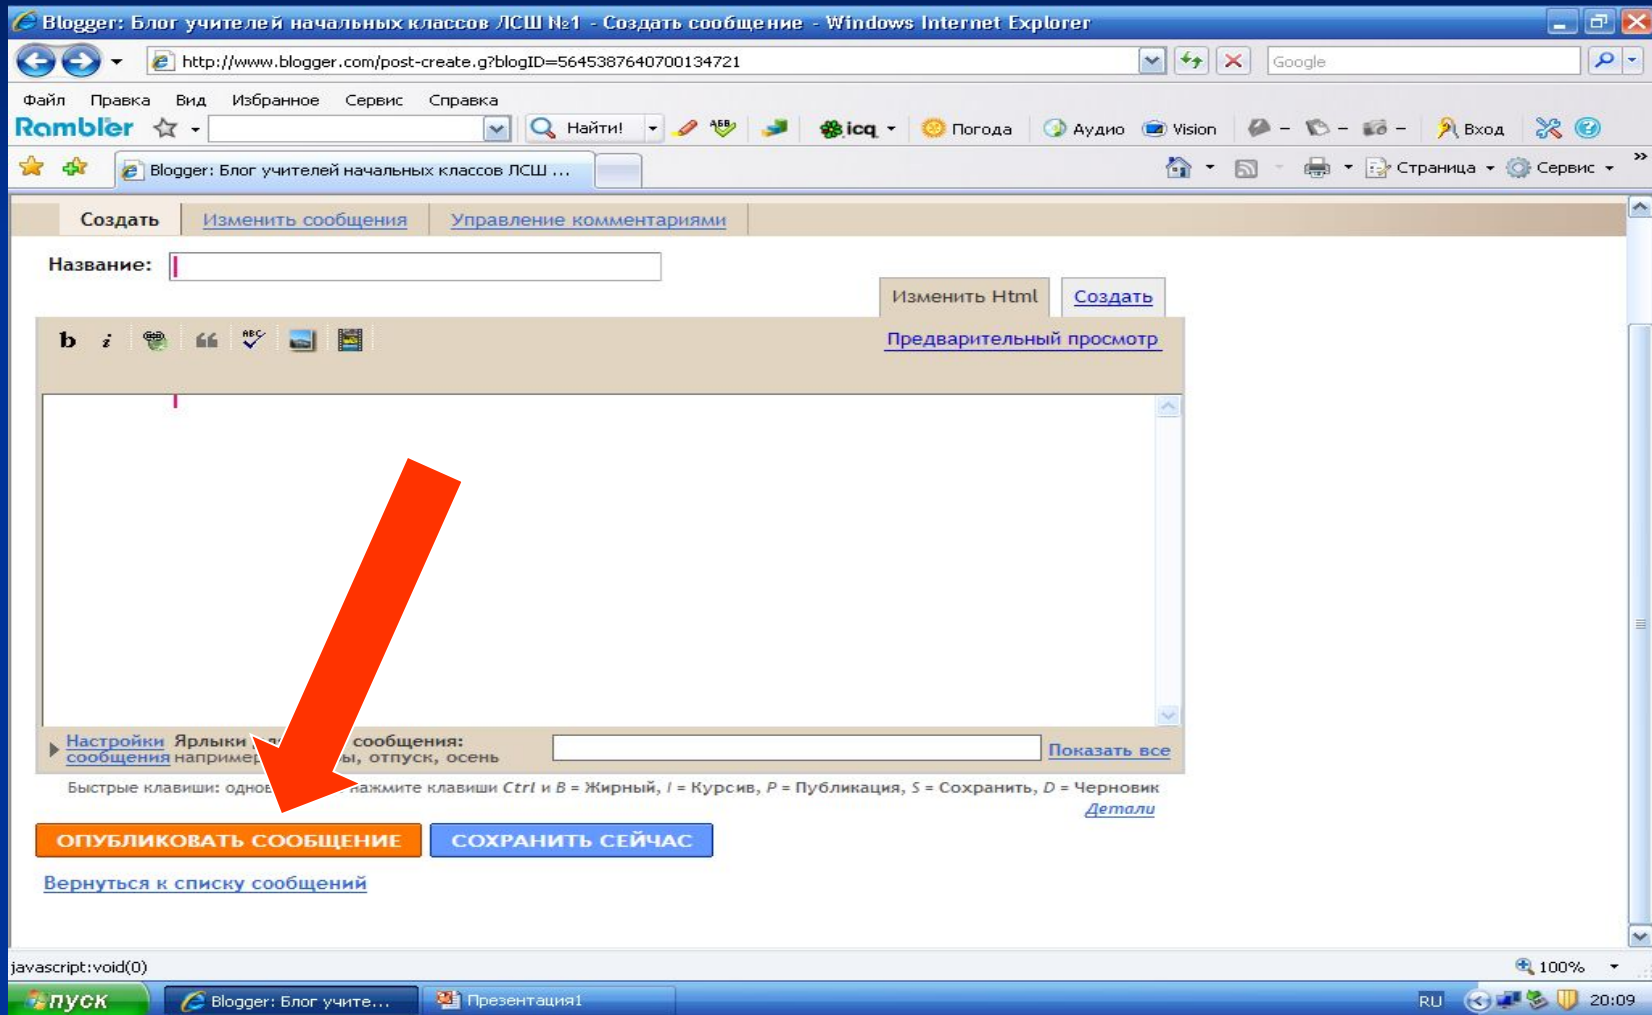 Blogger: Блог учителей начальных классов ЛСШ №1 - Создать сообщение - Windows Internet Explorer
http://www.blogger.com/post-create.g?blogID=5645387640700134721
Google
Файл Правка Вид Избранное Сервис Справка
Rambler Найти! АБВ icq Погода Аудио Vision Вход
Blogger: Блог учителей начальных классов ЛСШ ... Страница Сервис
Создать Изменить сообщения Управление комментариями
Название:
Изменить Html Создать
b i ABC Предварительный просмотр
Настройки Ярлыки сообщения:
сообщения например отпуск, осень
Показать все
Быстрые клавиши: нажмите клавиши Ctrl и B = Жирный, I = Курсив, P = Публикация, S = Сохранить, D = Черновик
Детали
ОПУБЛИКОВАТЬ СООБЩЕНИЕ СОХРАНИТЬ СЕЙЧАС
Вернуться к списку сообщений
javascript:void(0) 100%
пуск Blogger: Блог учите... Презентация1 RU 20:09